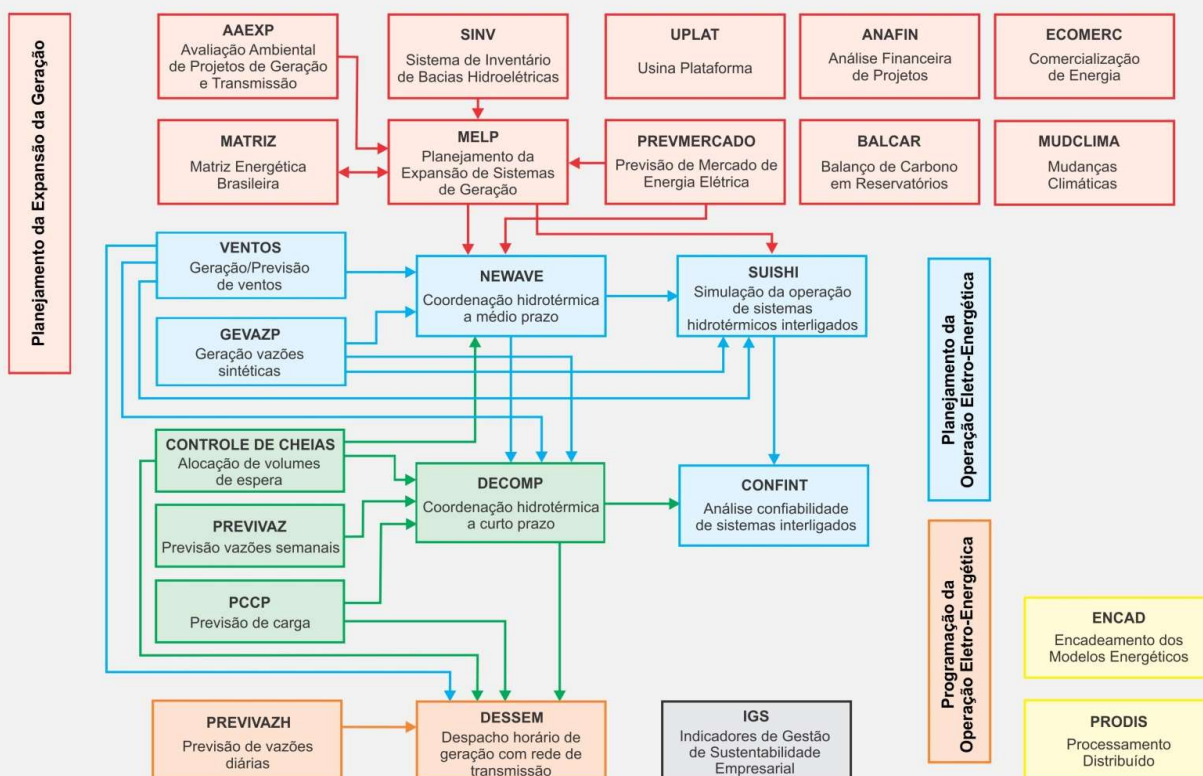 Planejamento da Expansão da Geração
AAEXP
Avaliação Ambiental
de Projetos de Geração
e Transmissão
SINV
Sistema de Inventário
de Bacias Hidroelétricas
UPLAT
Usina Plataforma
ANAFIN
Análise Financeira
de Projetos
ECOMERC
Comercialização
de Energia
MATRIZ
Matriz Energética
Brasileira
MELP
Planejamento da
Expansão de Sistemas
de Geração
PREVMERCADO
Previsão de Mercado de
Energia Elétrica
BALCAR
Balanço de Carbono
em Reservatórios
MUDCLIMA
Mudanças
Climáticas
VENTOS
Geração/Previsão
de ventos
NEWAVE
Coordenação hidrotérmica
a médio prazo
SUISHI
Simulação da operação
de sistemas
hidrotérmicos interligados
GEVAZP
Geração vazões
sintéticas
Planejamento da
Operação Eletro-Energética
CONTROLE DE CHEIAS
Alocação de volumes
de espera
DECOMP
Coordenação hidrotérmica
a curto prazo
CONFINT
Análise confiabilidade
de sistemas interligados
PREVIVAZ
Previsão vazões semanais
PCCP
Previsão de carga
Programação da
Operação Eletro-Energética
ENCAD
Encadeamento dos
Modelos Energéticos
PREVIVAZH
Previsão de vazões
diárias
DESSEM
Despacho horário de
geração com rede de
transmissão
IGS
Indicadores de Gestão
de Sustentabilidade
Empresarial
PRODIS
Processamento
Distribuído